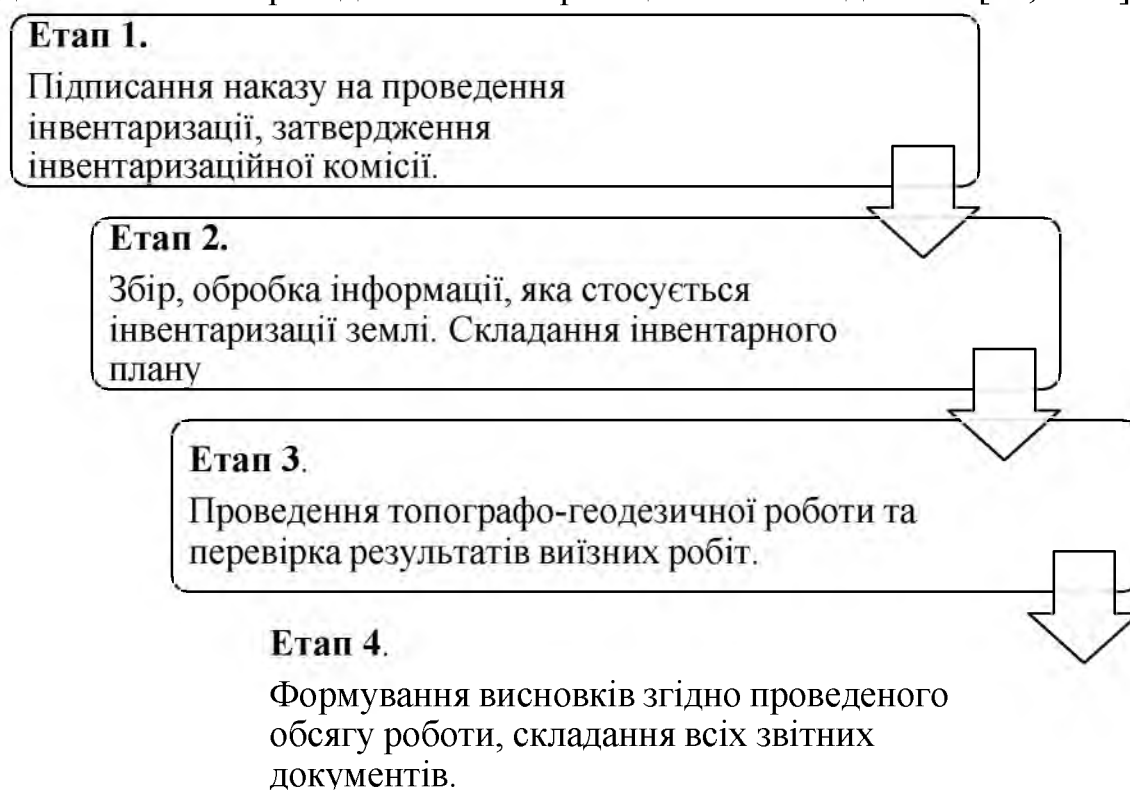 Етап 1.
Підписання наказу на проведення
інвентаризації, затвердження
інвентаризаційної комісії.
Етап 2.
Збір, обробка інформації, яка стосується
інвентаризації землі. Складання інвентарного
плану
Етап 3.
Проведення топографо-геодезичної роботи та
перевірка результатів виїзних робіт.
Етап 4.
Формування висновків згідно проведеного
обсягу роботи, складання всіх звітних
документів.